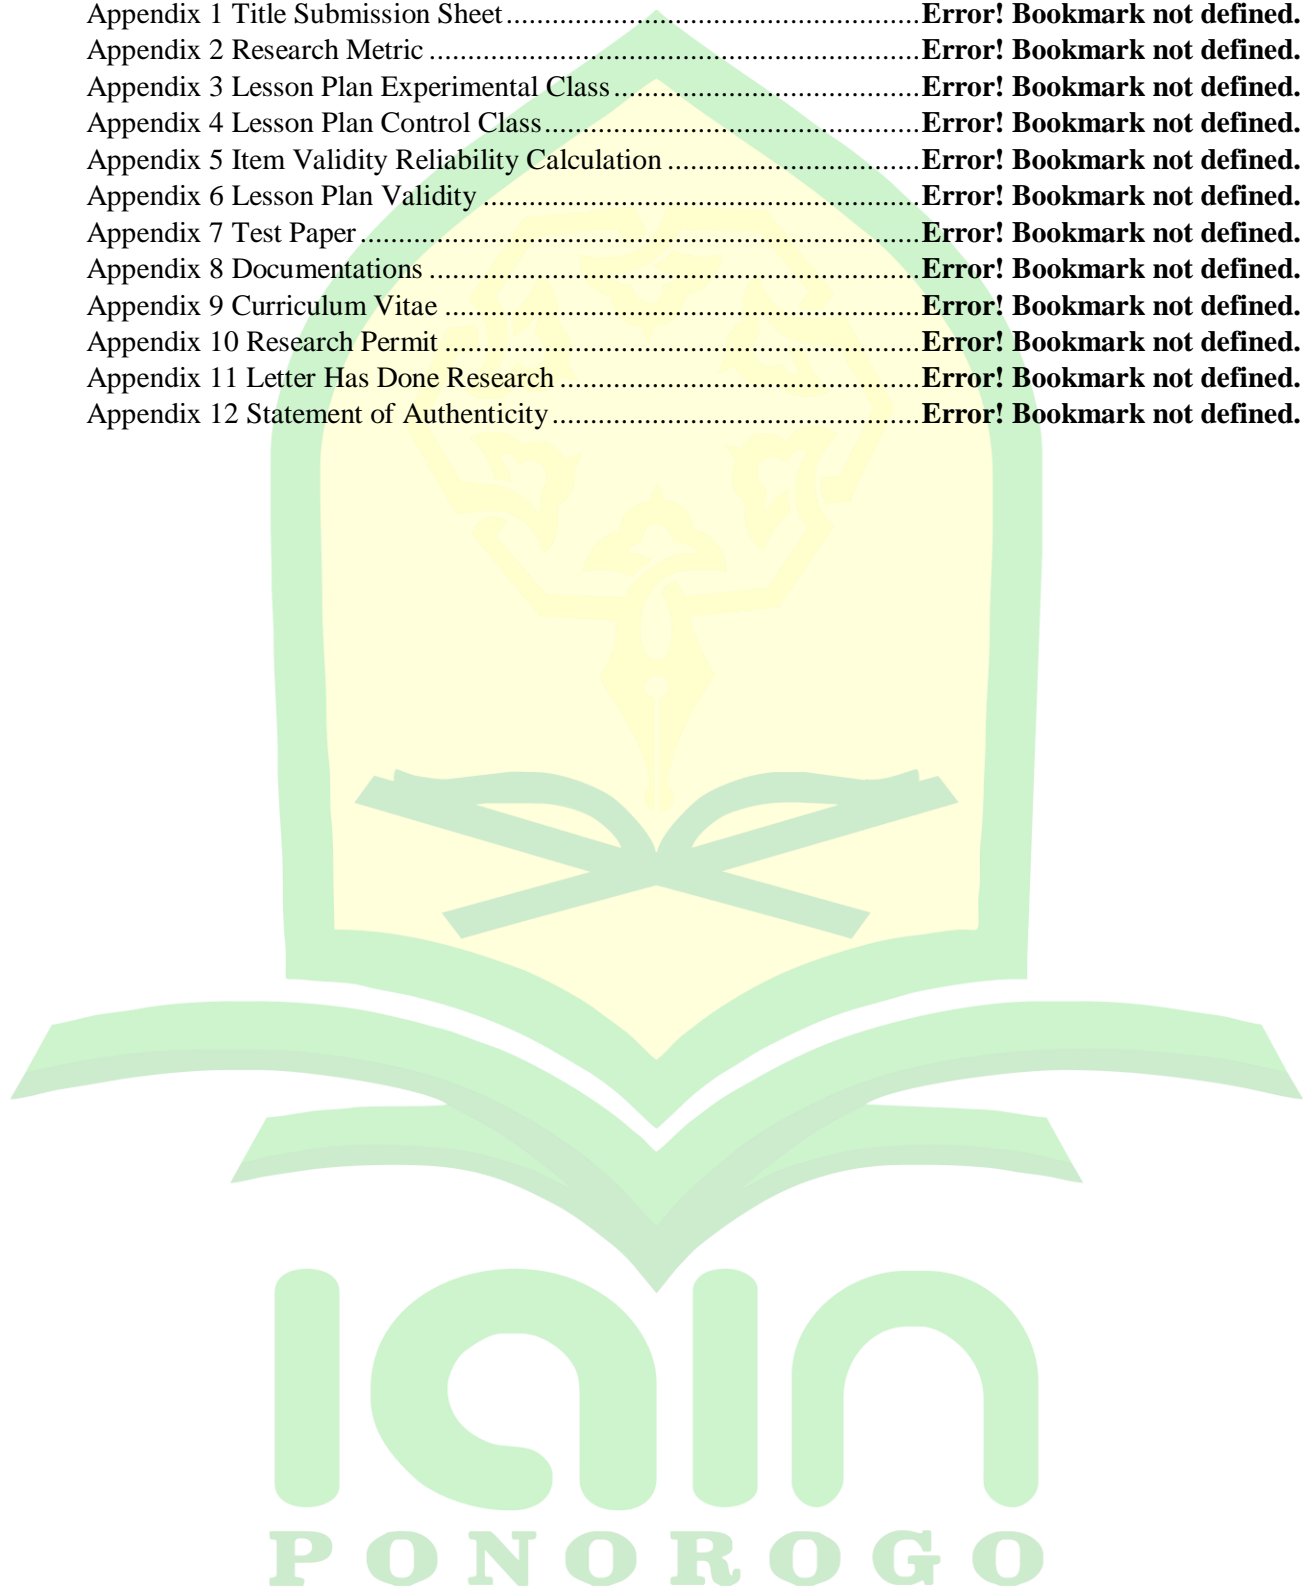 Appendix 1 Title Submission Sheet......................................................Error! Bookmark not defined.
Appendix 2 Research Metric................................................................Error! Bookmark not defined.
Appendix 3 Lesson Plan Experimental Class........................................Error! Bookmark not defined.
Appendix 4 Lesson Plan Control Class.................................................Error! Bookmark not defined.
Appendix 5 Item Validity Reliability Calculation.................................Error! Bookmark not defined.
Appendix 6 Lesson Plan Validity.........................................................Error! Bookmark not defined.
Appendix 7 Test Paper.........................................................................Error! Bookmark not defined.
Appendix 8 Documentations................................................................Error! Bookmark not defined.
Appendix 9 Curriculum Vitae..............................................................Error! Bookmark not defined.
Appendix 10 Research Permit..............................................................Error! Bookmark not defined.
Appendix 11 Letter Has Done Research...............................................Error! Bookmark not defined.
Appendix 12 Statement of Authenticity................................................Error! Bookmark not defined.
IAIN
PONOROGO